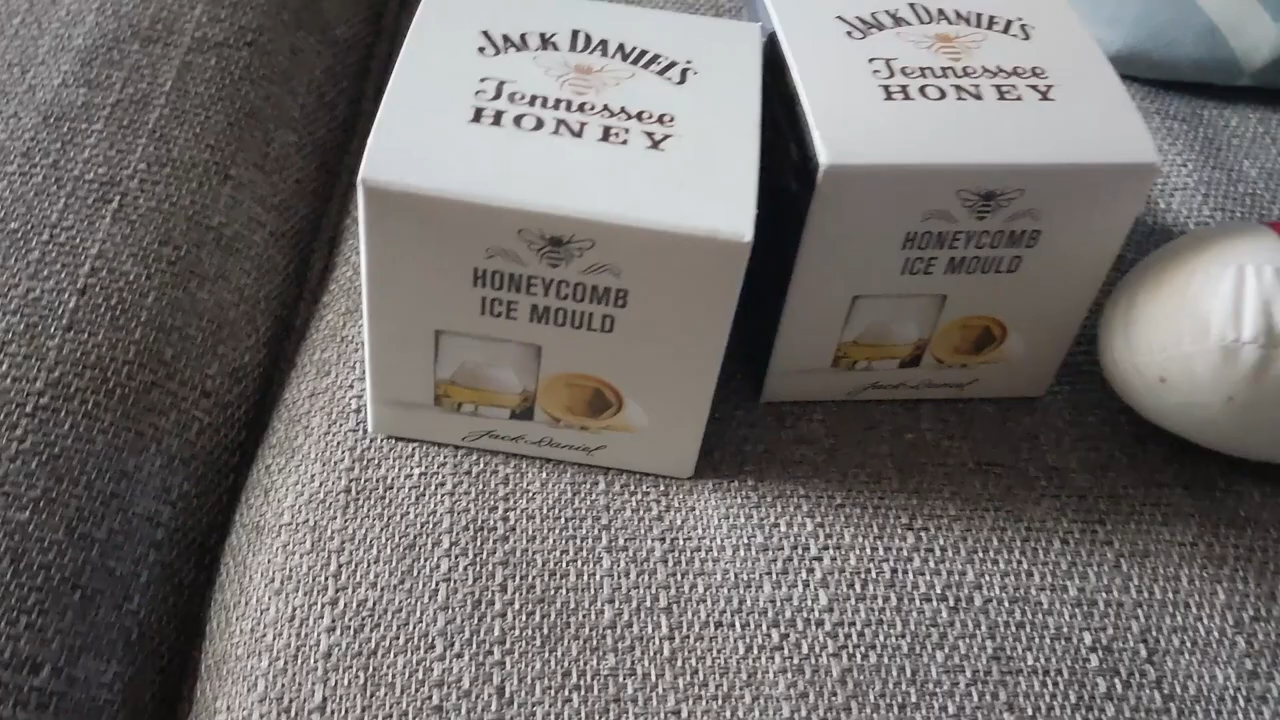 JACK DANIEL'S
Tennessee
HONEY
HONEYCOMB
ICE MOULD
Jack Daniel
JACK DANIEL'S
Tennessee
HONEY
HONEYCOMB
ICE MOULD
Jack Daniel